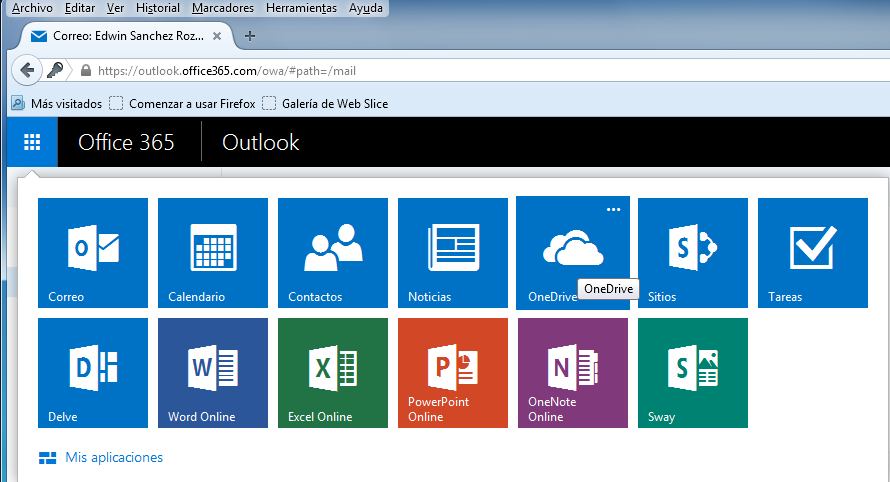 Archivo Editar Ver Historial Marcadores Herramientas Ayuda
Correo: Edwin Sanchez Roz...
https://outlook.office365.com/owa/#path=/mail
Más visitados Comenzar a usar Firefox Galería de Web Slice
Office 365 Outlook
Correo Calendario Contactos Noticias OneDrive OneDrive Sitios Tareas
Delve Word Online Excel Online PowerPoint Online OneNote Online Sway
Mis aplicaciones